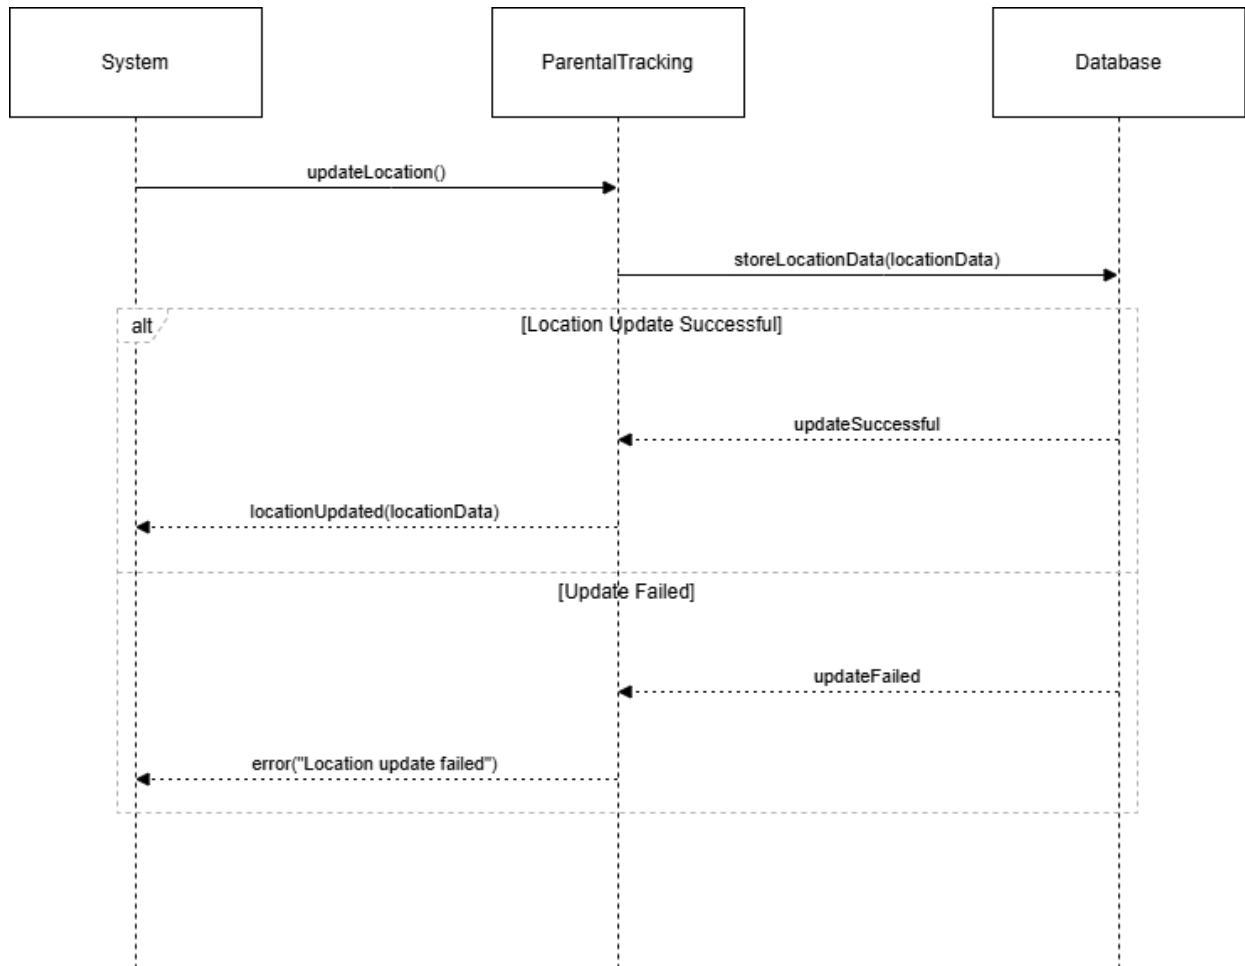 System
ParentalTracking
Database
updateLocation()
storeLocationData(locationData)
alt
[Location Update Successful]
updateSuccessful
locationUpdated(locationData)
[Update Failed]
updateFailed
error("Location update failed")